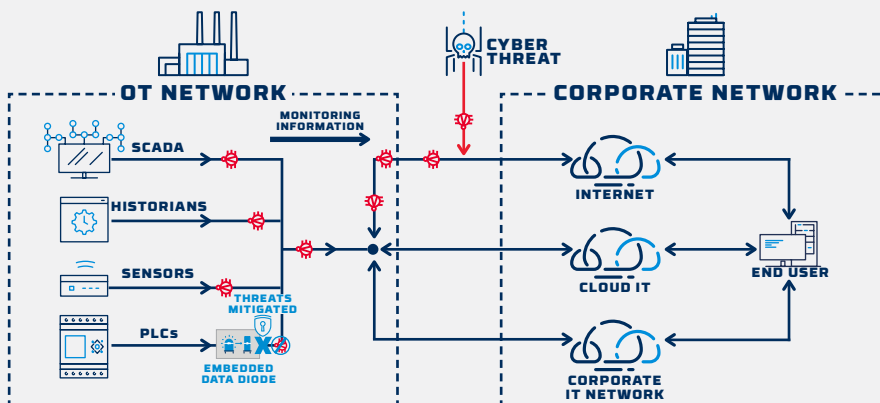 CYBER
THREAT
OT NETWORK
CORPORATE NETWORK
MONITORING
INFORMATION
SCADA
INTERNET
HISTORIANS
END USER
SENSORS
CLOUD IT
THREATS
MITIGATED
PLCs
EMBEDDED
DATA DIODE
CORPORATE
IT NETWORK